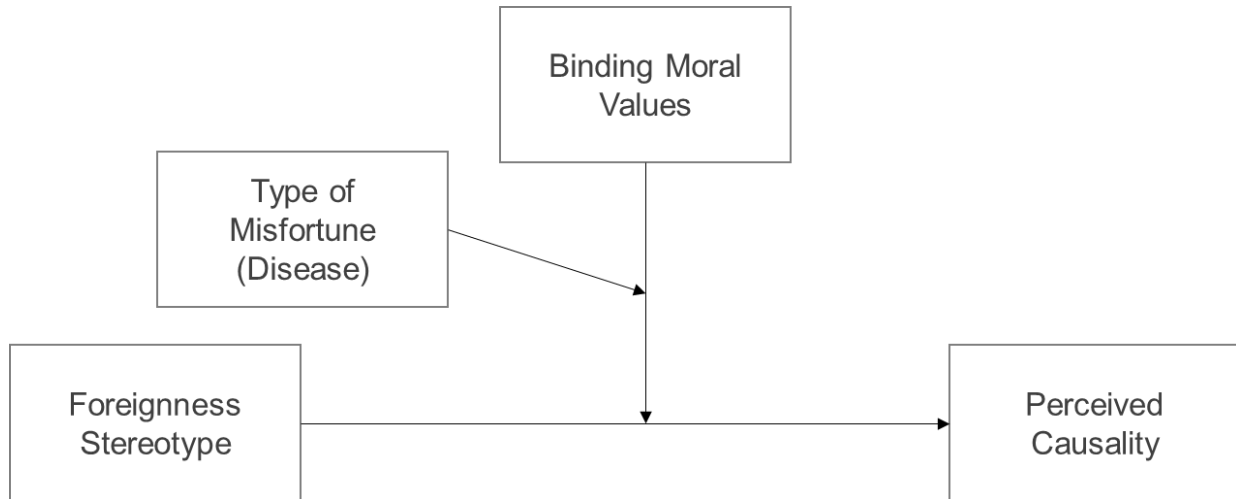 Binding Moral
Values
Type of
Misfortune
(Disease)
Foreignness
Stereotype
Perceived
Causality